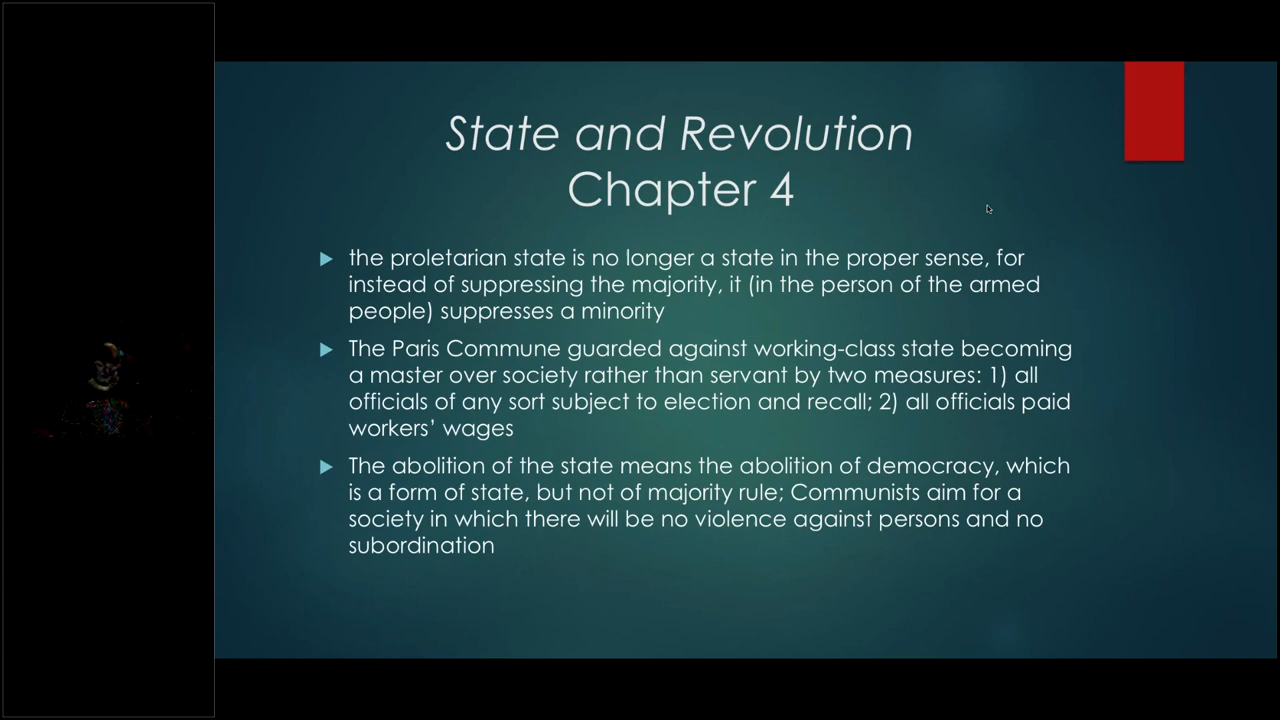 State and Revolution
Chapter 4
the proletarian state is no longer a state in the proper sense, for
instead of suppressing the majority, it (in the person of the armed
people) suppresses a minority
The Paris Commune guarded against working-class state becoming
a master over society rather than servant by two measures: 1) all
officials of any sort subject to election and recall; 2) all officials paid
workers' wages
The abolition of the state means the abolition of democracy, which
is a form of state, but not of majority rule; Communists aim for a
society in which there will be no violence against persons and no
subordination